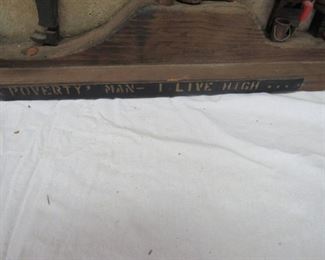 POVERTY' MAN- I LIVE HIGH ...